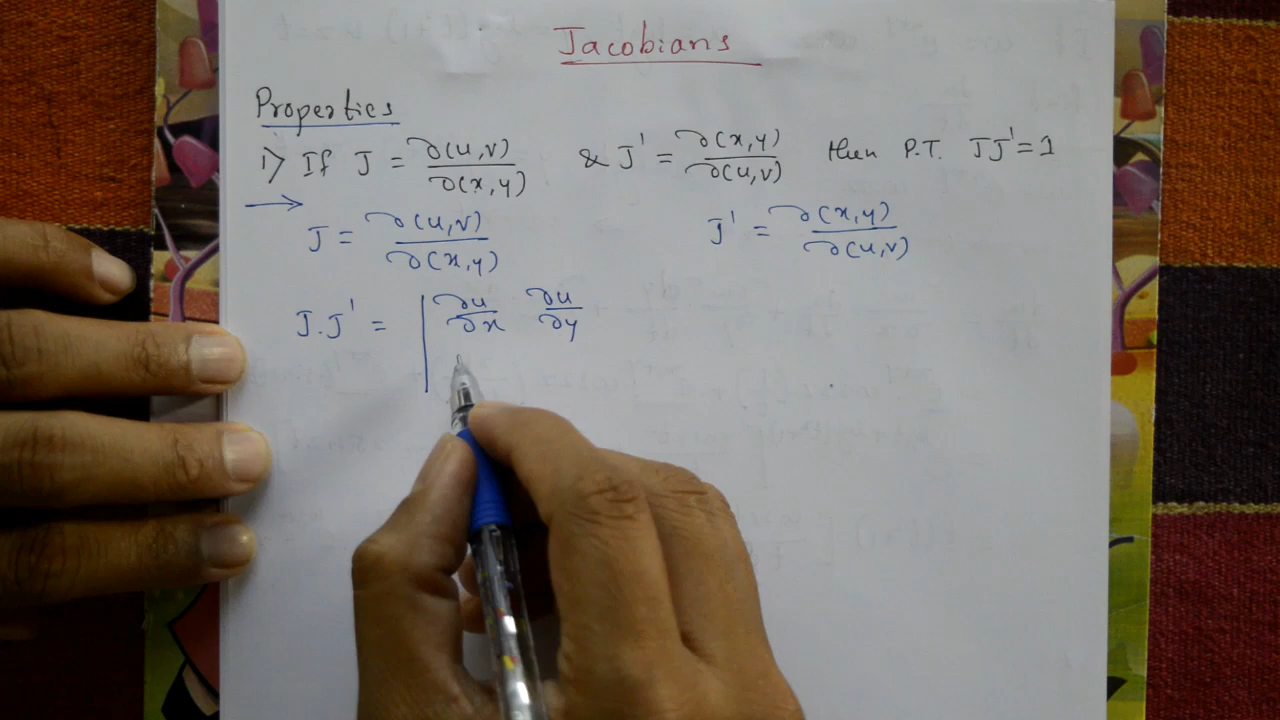 Jacobians
Properties
1) If J = ∂(u,v)/∂(x,y) & J' = ∂(x,y)/∂(u,v) then P.T. JJ'=1
→ J = ∂(u,v)/∂(x,y) J' = ∂(x,y)/∂(u,v)
J.J' = | ∂u/∂x ∂u/∂y